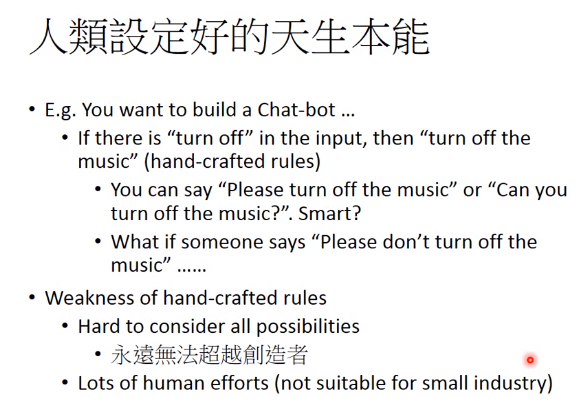 人類設定好的天生本能
• E.g. You want to build a Chat-bot …
• If there is “turn off” in the input, then “turn off the
music” (hand-crafted rules)
• You can say “Please turn off the music” or “Can you
turn off the music?”. Smart?
• What if someone says “Please don’t turn off the
music” ……
• Weakness of hand-crafted rules
• Hard to consider all possibilities
• 永遠無法超越創造者
• Lots of human efforts (not suitable for small industry)